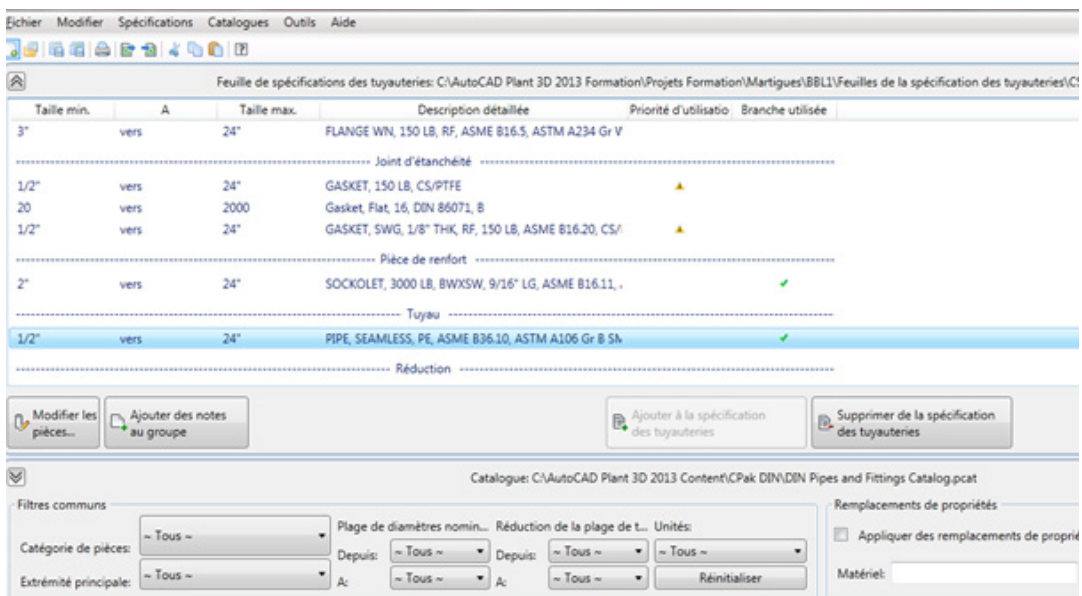 Fichier Modifier Spécifications Catalogues Outils Aide
Feuille de spécifications des tuyauteries: C:\AutoCAD Plant 3D 2013 Formation\Projets Formation\Martigues\BBL1\Feuilles de la spécification des tuyauteries\CS
Taille min. A Taille max. Description détaillée Priorité d'utilisatio Branche utilisée
3" vers 24" FLANGE WN, 150 LB, RF, ASME B16.5, ASTM A234 Gr V
Joint d'étanchéité
1/2" vers 24" GASKET, 150 LB, CS/PTFE
20 vers 2000 Gasket, Flat, 16, DIN 86071, B
1/2" vers 24" GASKET, SWG, 1/8" THK, RF, 150 LB, ASME B16.20, CS/
Pièce de renfort
2" vers 24" SOCKOLET, 3000 LB, BWXSW, 9/16" LG, ASME B16.11,
Tuyau
1/2" vers 24" PIPE, SEAMLESS, PE, ASME B36.10, ASTM A106 Gr B SM
Réduction
Modifier les pièces... Ajouter des notes au groupe Ajouter à la spécification des tuyauteries Supprimer de la spécification des tuyauteries
Catalogue: C:\AutoCAD Plant 3D 2013 Content\CPak DIN\DIN Pipes and Fittings Catalog.pcat
Filtres communs Remplacements de propriétés
Plage de diamètres nomin... Réduction de la plage de t... Unités:
Catégorie de pièces: ~ Tous ~ Depuis: ~ Tous ~ Depuis: ~ Tous ~ ~ Tous ~ Appliquer des remplacements de proprié
Extrémité principale: ~ Tous ~ A: ~ Tous ~ A: ~ Tous ~ Réinitialiser Matériel: